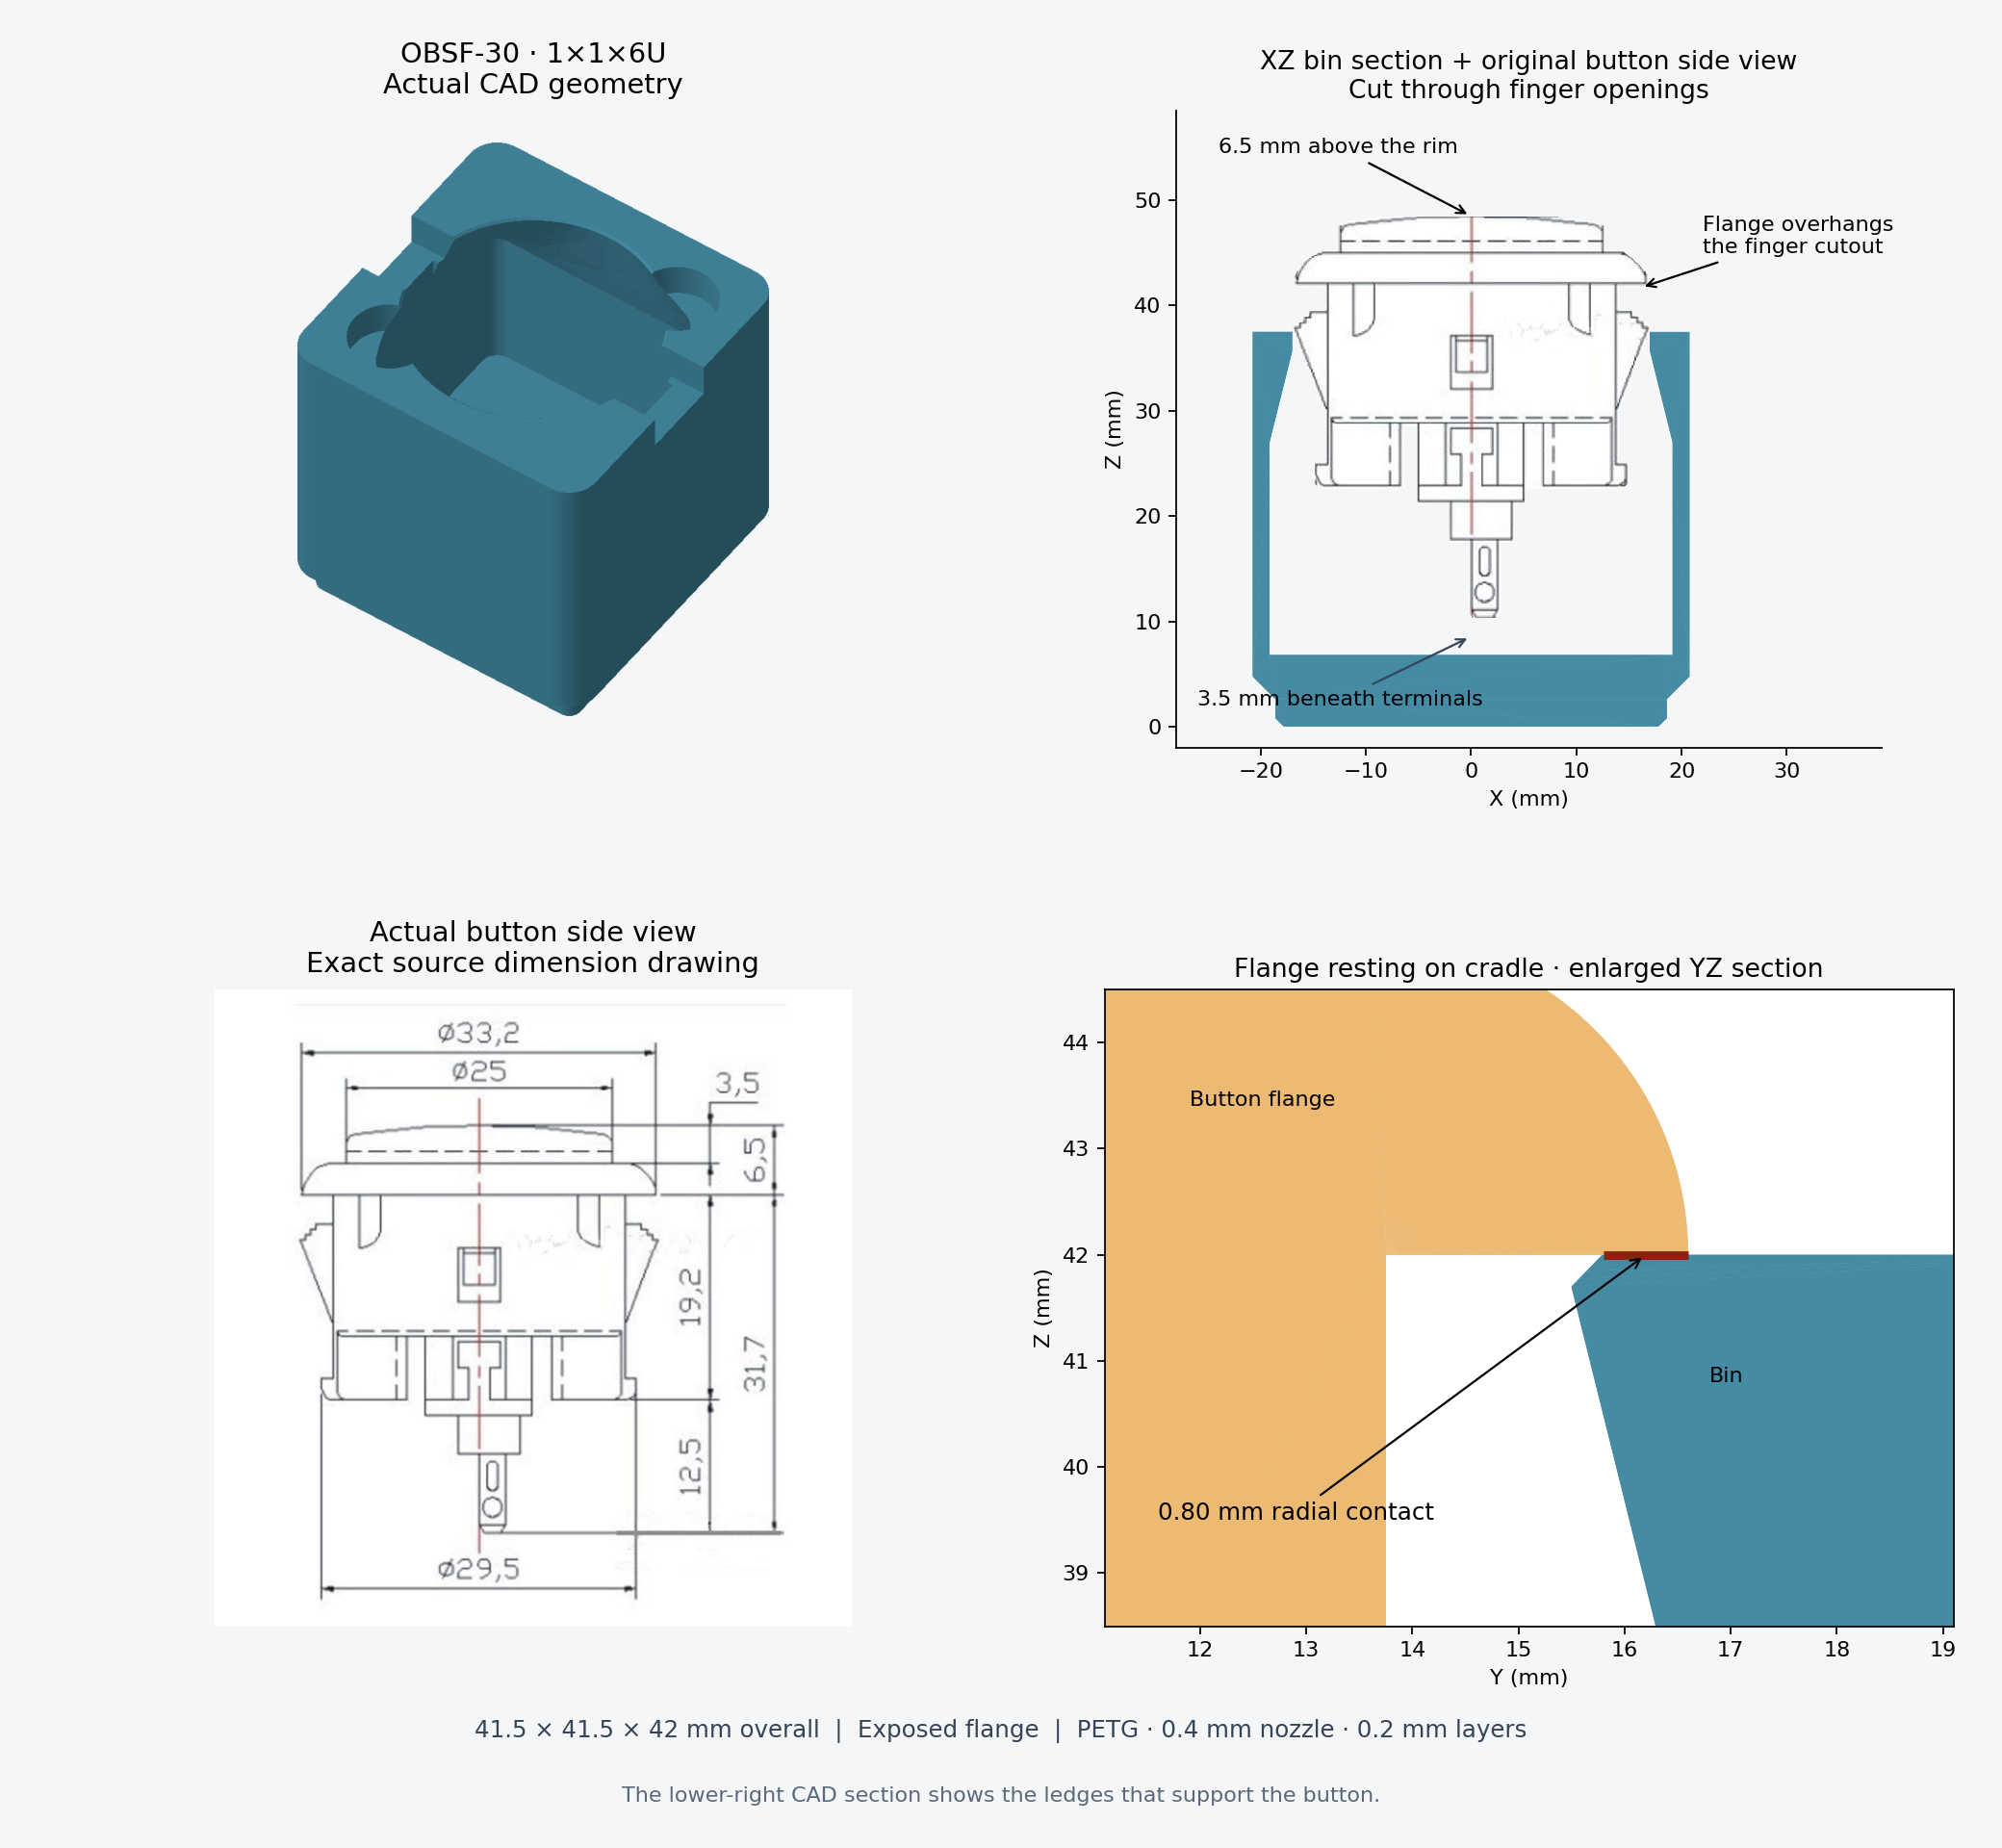 OBSF-30 · 1×1×6U
Actual CAD geometry
XZ bin section + original button side view
Cut through finger openings
6.5 mm above the rim
Flange overhangs
the finger cutout
3.5 mm beneath terminals
Z (mm)
50
40
30
20
10
0
−20
−10
0
10
20
30
X (mm)
Actual button side view
Exact source dimension drawing
ø33,2
ø25
3,5
6,5
19,2
31,7
12,5
ø29,5
Flange resting on cradle · enlarged YZ section
Button flange
Bin
0.80 mm radial contact
Z (mm)
44
43
42
41
40
39
12
13
14
15
16
17
18
19
Y (mm)
41.5 × 41.5 × 42 mm overall | Exposed flange | PETG · 0.4 mm nozzle · 0.2 mm layers
The lower-right CAD section shows the ledges that support the button.